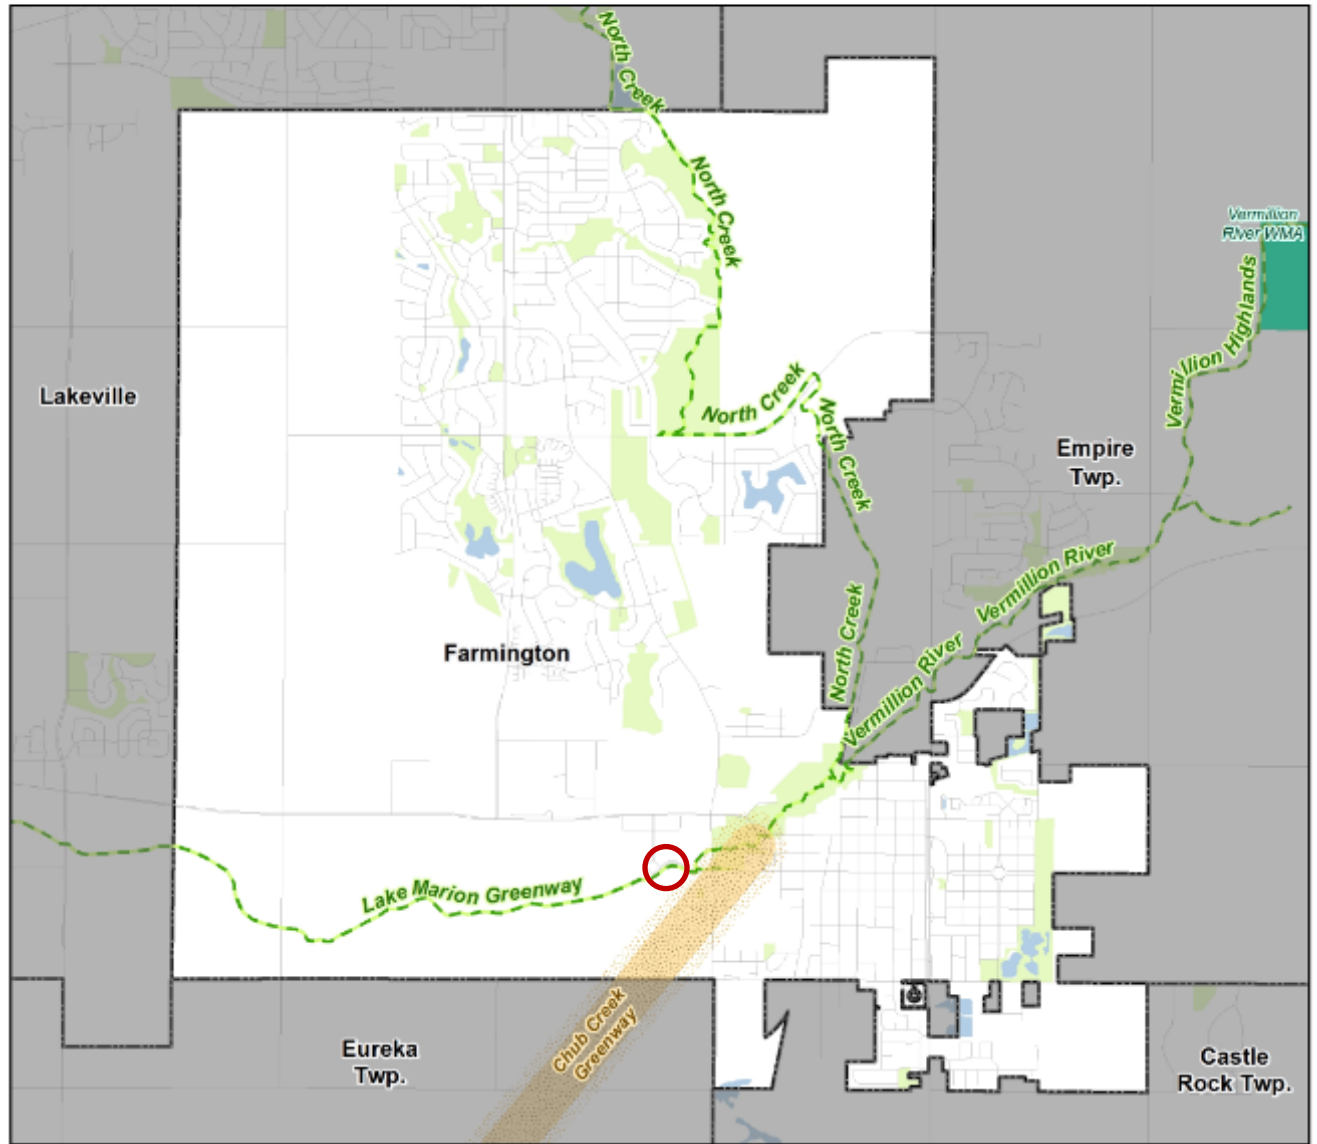 North Creek
North Creek
Vermillion
River WMA
Vermillion Highlands
Lakeville
North Creek
North Creek
Empire
Twp.
Vermillion River
North Creek
Farmington
Vermillion River
Lake Marion Greenway
Chub Creek
Greenway
Eureka
Twp.
Castle
Rock Twp.